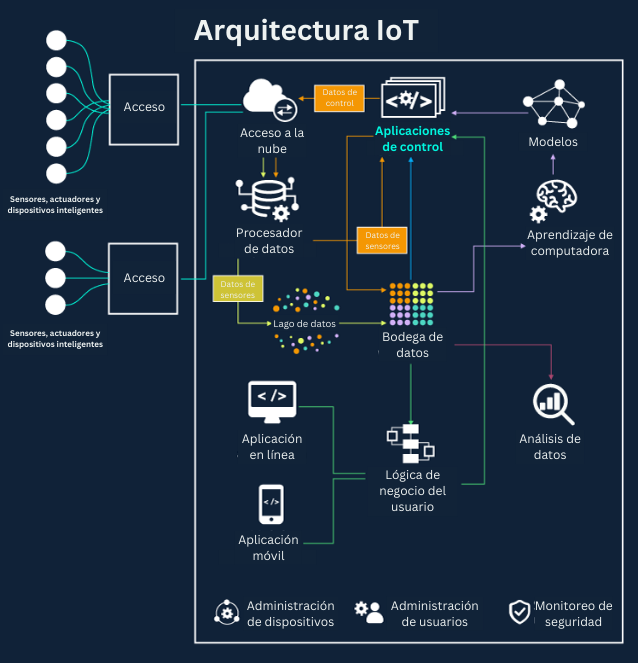 Arquitectura IoT
Acceso
Sensores, actuadores y
dispositivos inteligentes
Acceso
Sensores, actuadores y
dispositivos inteligentes
Acceso a la
nube
Datos de
control
</>
Aplicaciones
de control
Modelos
Procesador
de datos
Datos de
sensores
Aprendizaje de
computadora
Datos de
sensores
Lago de datos
Bodega de
datos
</>
Aplicación
en línea
Análisis de
datos
Lógica de
negocio del
usuario
</>
Aplicación
móvil
Administración
de dispositivos
Administración
de usuarios
Monitoreo de
seguridad